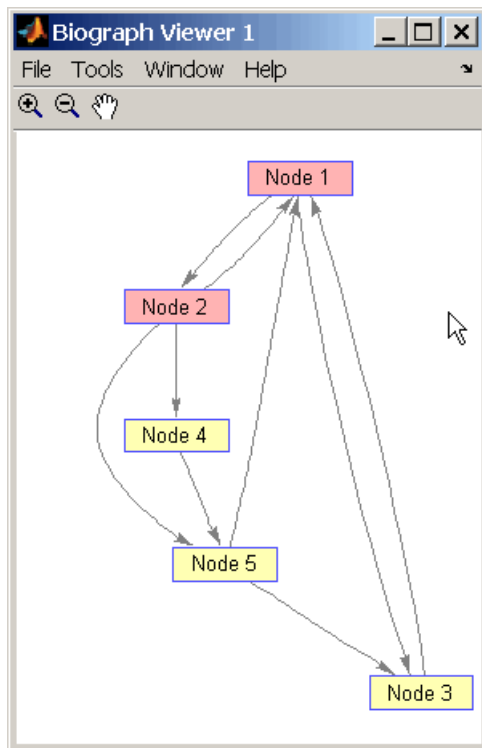 Biograph Viewer 1
File Tools Window Help
Node 1
Node 2
Node 4
Node 5
Node 3